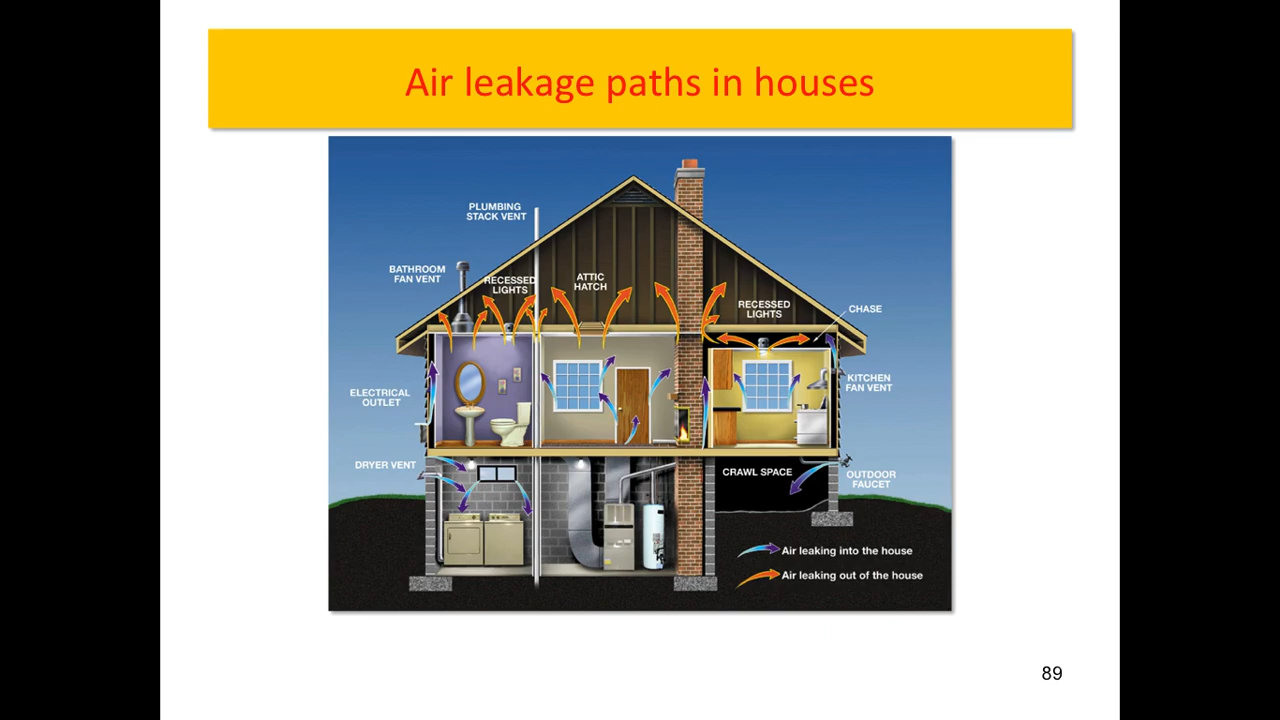 Air leakage paths in houses
PLUMBING
STACK VENT
BATHROOM
FAN VENT
RECESSED
LIGHTS
ATTIC
HATCH
RECESSED
LIGHTS
CHASE
ELECTRICAL
OUTLET
KITCHEN
FAN VENT
DRYER VENT
CRAWL SPACE
OUTDOOR
FAUCET
Air leaking into the house
Air leaking out of the house
89